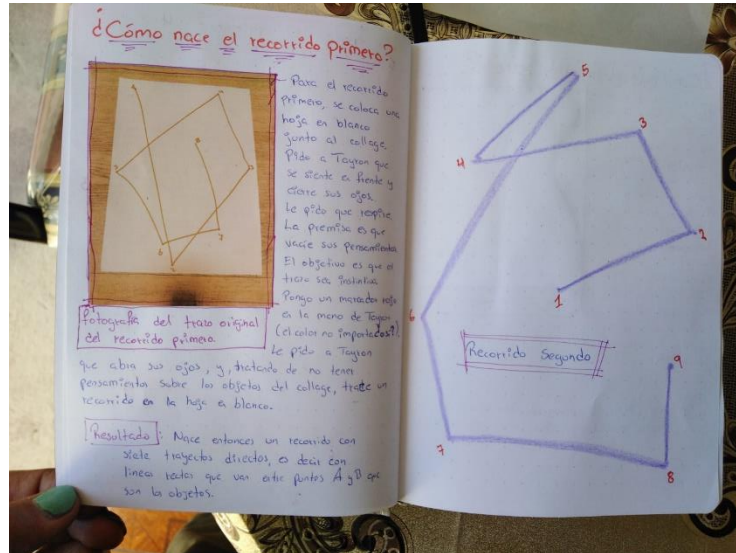 ¿Cómo nace el recorrido primero?
Para el recorrido
primero, se coloca una
hoja en blanco
junto al collage.
Pido a Tayron que
se siente en frente y
cierre sus ojos.
Le pido que respire.
La premisa es que
vacíe sus pensamientos.
El objetivo es que el
trazo sea instintivo.
Pongo un marcador rojo
en la mano de Tayron
(el color no importa
Le pido a Tayron
que abra sus ojos, y, tratando de no tener
pensamientos sobre los objetos del collage, trace un
recorrido en la hoja en blanco.
fotografía del trazo original
del recorrido primero.
Resultado: Nace entonces un recorrido con
siete trayectos directos, es decir con
líneas rectas que van entre puntos A y B que
son los objetos.
5
3
4
2
1
6
Recorrido Segundo
9
7
8